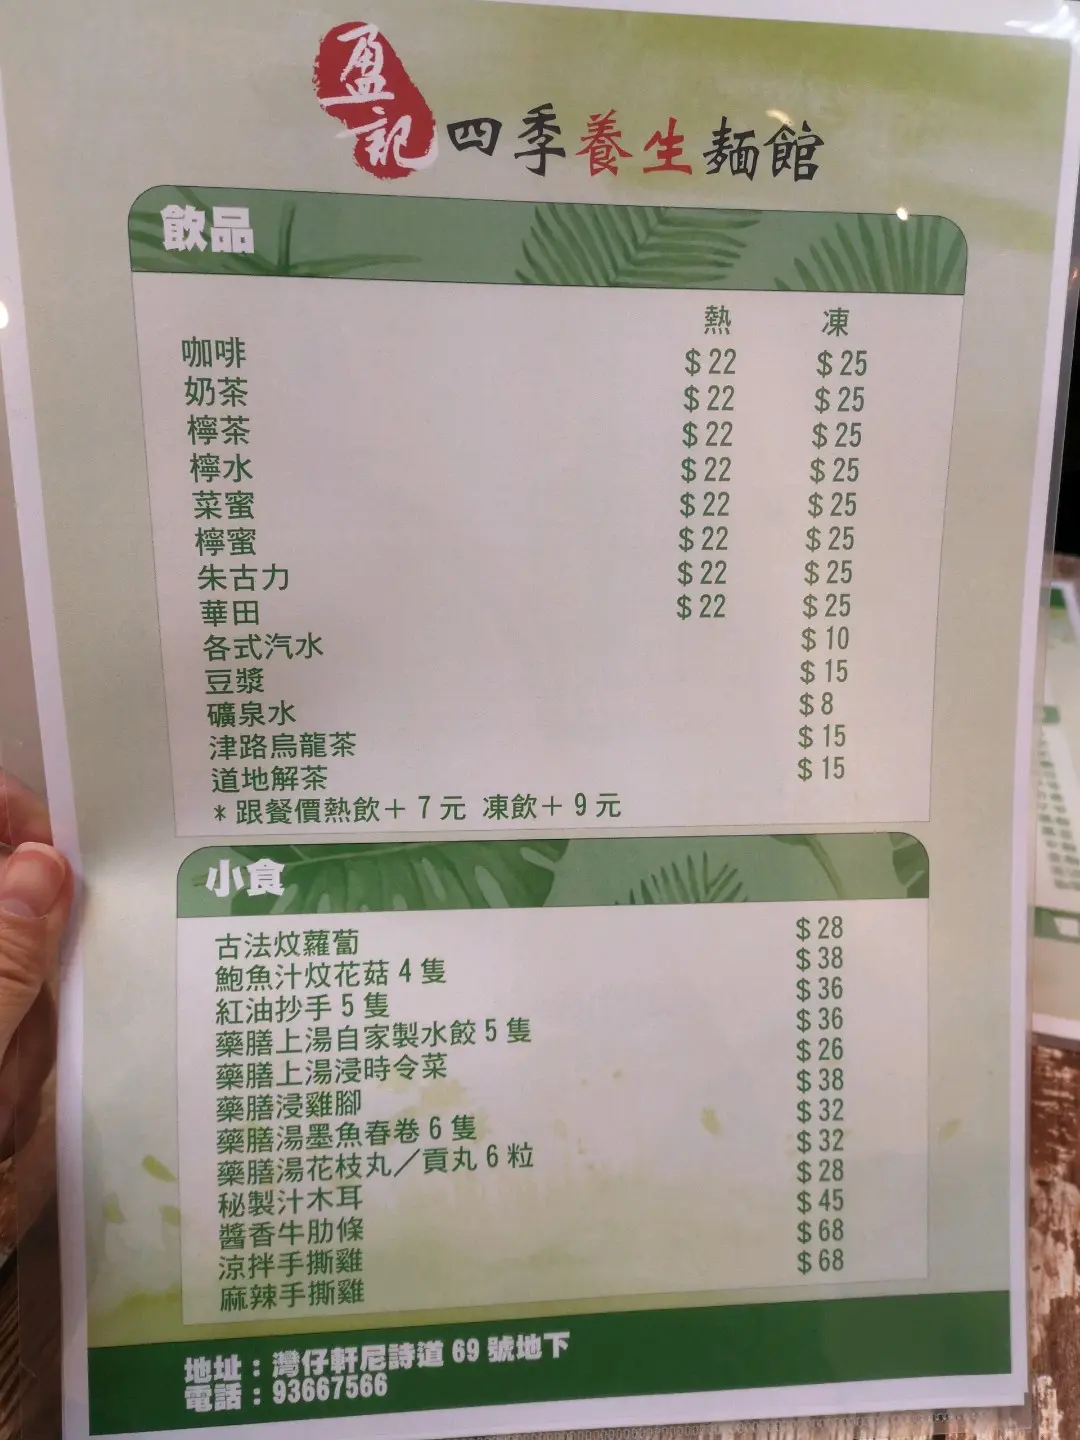 盈記 四季養生麵館
飲品
熱 凍
咖啡 $22 $25
奶茶 $22 $25
檸茶 $22 $25
檸水 $22 $25
菜蜜 $22 $25
檸蜜 $22 $25
朱古力 $22 $25
華田 $22 $25
各式汽水 $10
豆漿 $15
礦泉水 $8
津路烏龍茶 $15
道地解茶 $15
*跟餐價熱飲+7元 凍飲+9元
小食
古法炆蘿蔔 $28
鮑魚汁炆花菇4隻 $38
紅油抄手5隻 $36
藥膳上湯自家製水餃5隻 $36
藥膳上湯浸時令菜 $26
藥膳浸雞腳 $38
藥膳湯墨魚春卷6隻 $32
藥膳湯花枝丸／貢丸6粒 $32
秘製汁木耳 $28
醬香牛肋條 $45
涼拌手撕雞 $68
麻辣手撕雞 $68
地址：灣仔軒尼詩道69號地下
電話：93667566